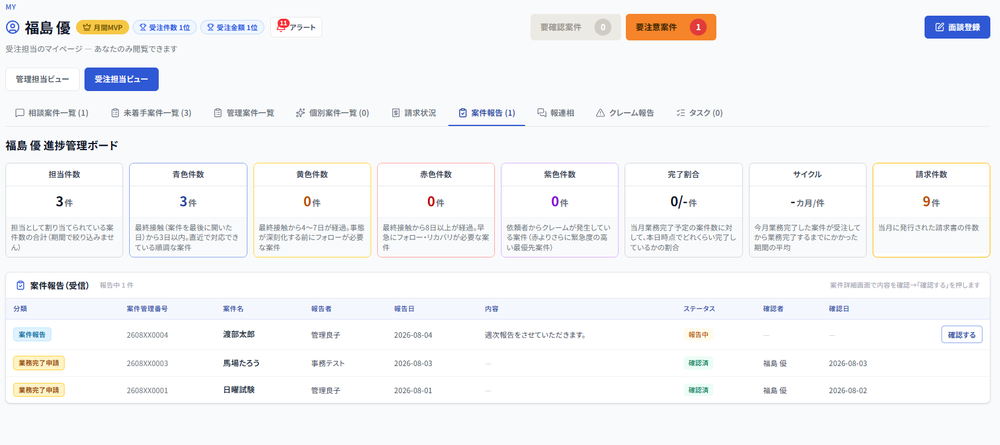 MY
福島 優 月間MVP 受注件数 1位 受注金額 1位 11 アラート 要確認案件 0 要注意案件 1 面談登録
受注担当のマイページ — あなたのみ閲覧できます
管理担当ビュー 受注担当ビュー
相談案件一覧 (1) 未着手案件一覧 (3) 管理案件一覧 個別案件一覧 (0) 請求状況 案件報告 (1) 報連相 クレーム報告 タスク (0)
福島 優 進捗管理ボード
担当件数
3 件
担当として割り当てられている案
件数の合計（期間で絞り込みませ
ん）
青色件数
3 件
最終接触（案件を最後に開いた
日）から3日以内。直近で対応でき
ている順調な案件
黄色件数
0 件
最終接触から4〜7日が経過。事態
が深刻化する前にフォローが必要
な案件
赤色件数
0 件
最終接触から8日以上が経過。早
急にフォロー・リカバリが必要な案
件
紫色件数
0 件
依頼者からクレームが発生してい
る案件（赤よりさらに緊急度の高
い最優先案件）
完了割合
0/- 件
当月業務完了予定の案件数に対
して、本日時点でどれくらい完了し
ているかの割合
サイクル
- カ月/件
今月業務完了した案件が受注して
から業務完了するまでにかかった
期間の平均
請求件数
9 件
当月に発行された請求書の件数
案件報告（受信） 報告中 1 件 案件詳細画面で内容を確認→「確認する」を押します
分類 案件管理番号 案件名 報告者 報告日 内容 ステータス 確認者 確認日
案件報告 2608XX0004 渡部太郎 管理良子 2026-08-04 週次報告をさせていただきます。 報告中 — — 確認する
業務完了申請 2608XX0003 馬場たろう 事務テスト 2026-08-03 — 確認済 福島 優 2026-08-03
業務完了申請 2608XX0001 日曜試験 管理良子 2026-08-01 — 確認済 福島 優 2026-08-02